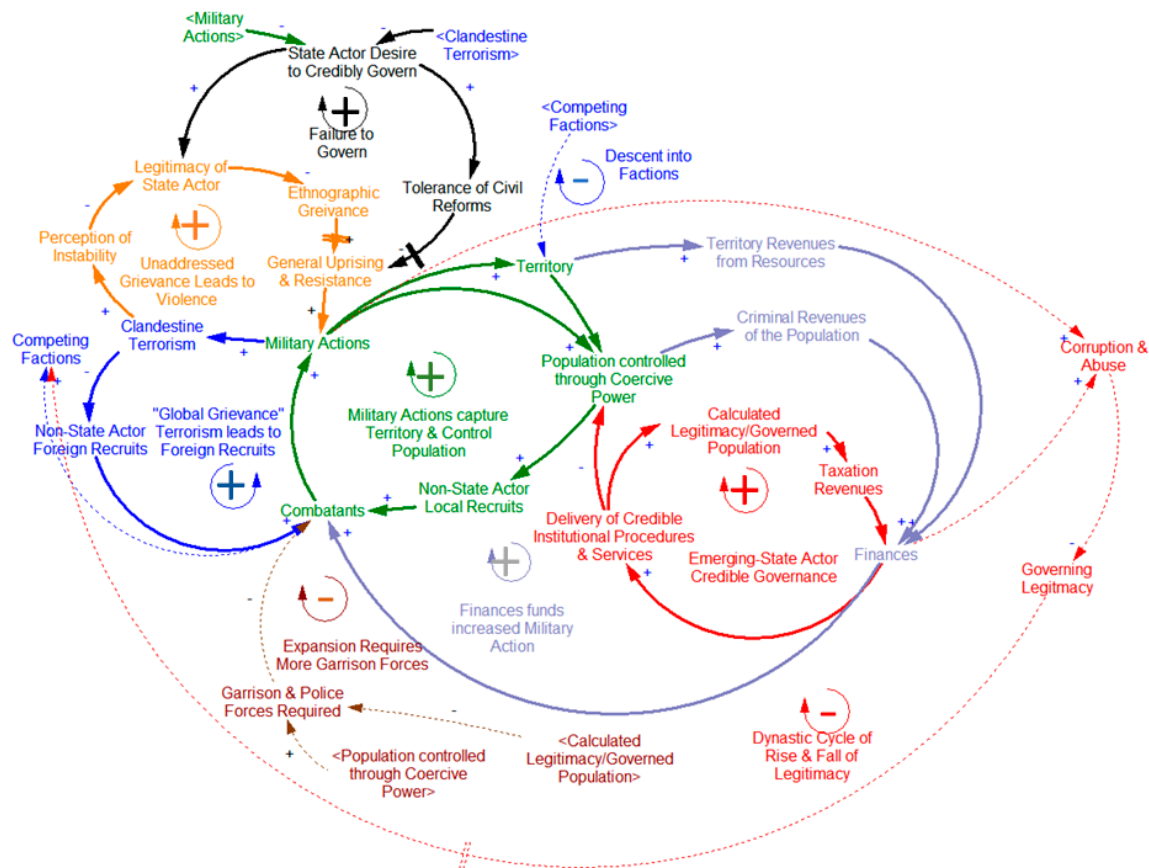 <Military
Actions>
State Actor Desire
to Credibly Govern
<Clandestine
Terrorism>
Failure to
Govern
<Competing
Factions>
Descent into
Factions
Legitimacy of
State Actor
Ethnographic
Greivance
Tolerance of Civil
Reforms
Perception of
Instability
Unaddressed
Grievance Leads to
Violence
General Uprising
& Resistance
Territory
Territory Revenues
from Resources
Clandestine
Terrorism
Competing
Factions
Military Actions
Criminal Revenues
of the Population
Corruption &
Abuse
Population controlled
through Coercive
Power
Military Actions capture
Territory & Control
Population
"Global Grievance"
Terrorism leads to
Foreign Recruits
Non-State Actor
Foreign Recruits
Calculated
Legitimacy/Governed
Population
Taxation
Revenues
Non-State Actor
Local Recruits
Combatants
Delivery of Credible
Institutional Procedures
& Services
Emerging-State Actor
Credible Governance
Finances
Governing
Legitmacy
Finances funds
increased Military
Action
Expansion Requires
More Garrison Forces
Garrison & Police
Forces Required
<Population controlled
through Coercive
Power>
<Calculated
Legitimacy/Governed
Population>
Dynastic Cycle of
Rise & Fall of
Legitimacy